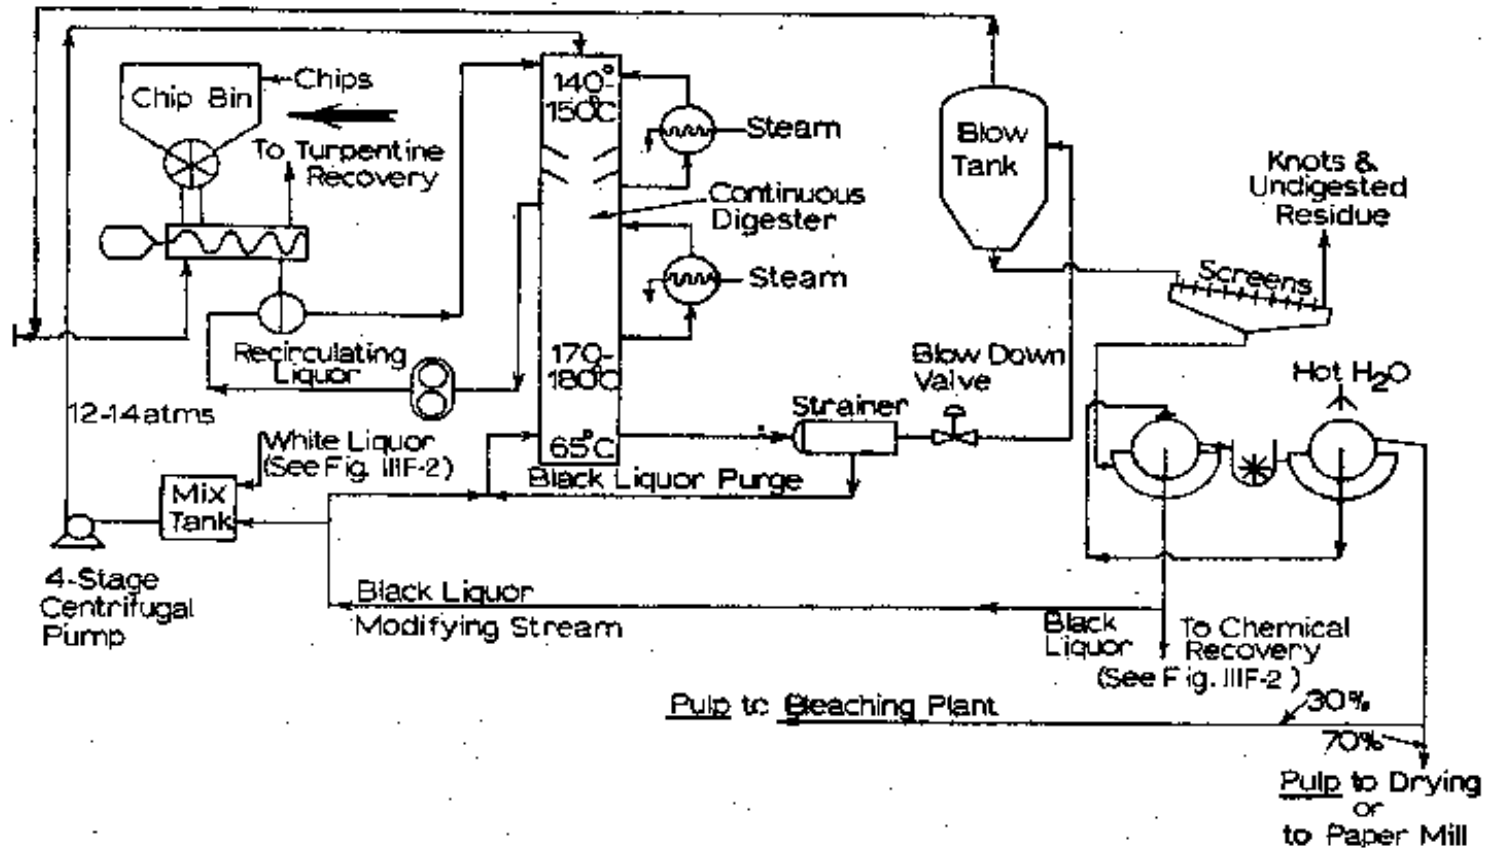 Chips
Chip Bin
To Turpentine
Recovery
140°-
150°C
Steam
Continuous
Digester
Steam
Blow
Tank
Knots &
Undigested
Residue
Screens
Recirculating
Liquor
170-
180°C
Blow Down
Valve
Hot H2O
12-14atms
Strainer
White Liquor
(See Fig. IIIF-2)
65°C
Black Liquor Purge
Mix
Tank
4-Stage
Centrifugal
Pump
Black Liquor
Modifying Stream
Black
Liquor
To Chemical
Recovery
(See Fig. IIIF-2)
Pulp to Bleaching Plant
30%
70%
Pulp to Drying
or
to Paper Mill